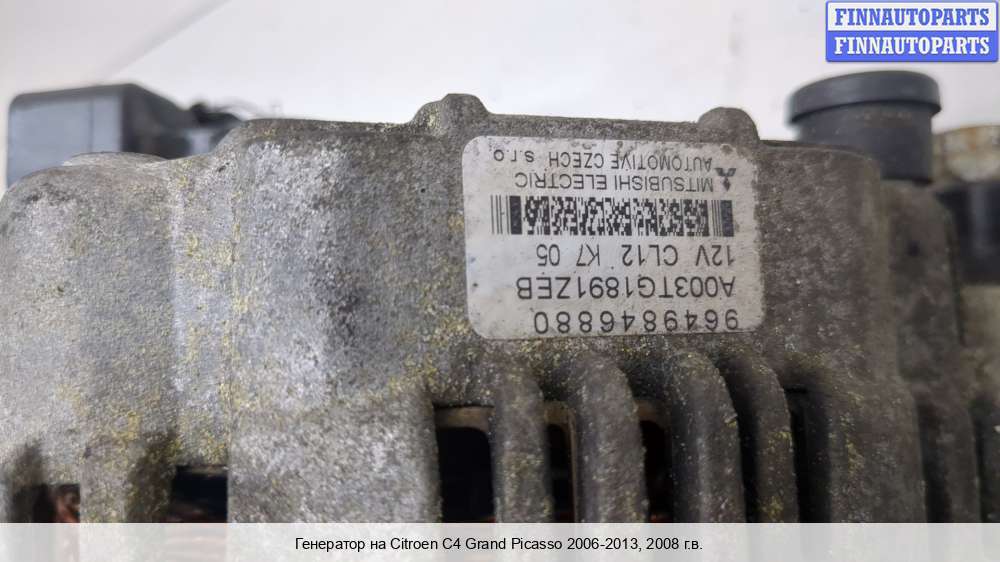 FINNAUTOPARTS
FINNAUTOPARTS
9649846880
A003TG1891ZEB
12V CL12 K7 05
MITSUBISHI ELECTRIC
AUTOMOTIVE CZECH s.r.o
Генератор на Citroen C4 Grand Picasso 2006-2013, 2008 г.в.